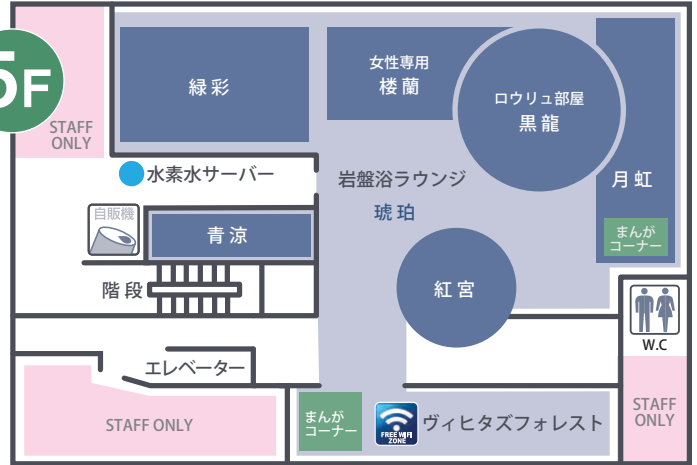 5F
STAFF
ONLY
緑彩
女性専用
楼蘭
ロウリュ部屋
黒龍
月虹
まんが
コーナー
水素水サーバー
岩盤浴ラウンジ
琥珀
自販機
青涼
階段
紅宮
W.C
エレベーター
STAFF ONLY
まんが
コーナー
FREE Wi-Fi
ZONE
ヴィヒタズフォレスト
STAFF
ONLY